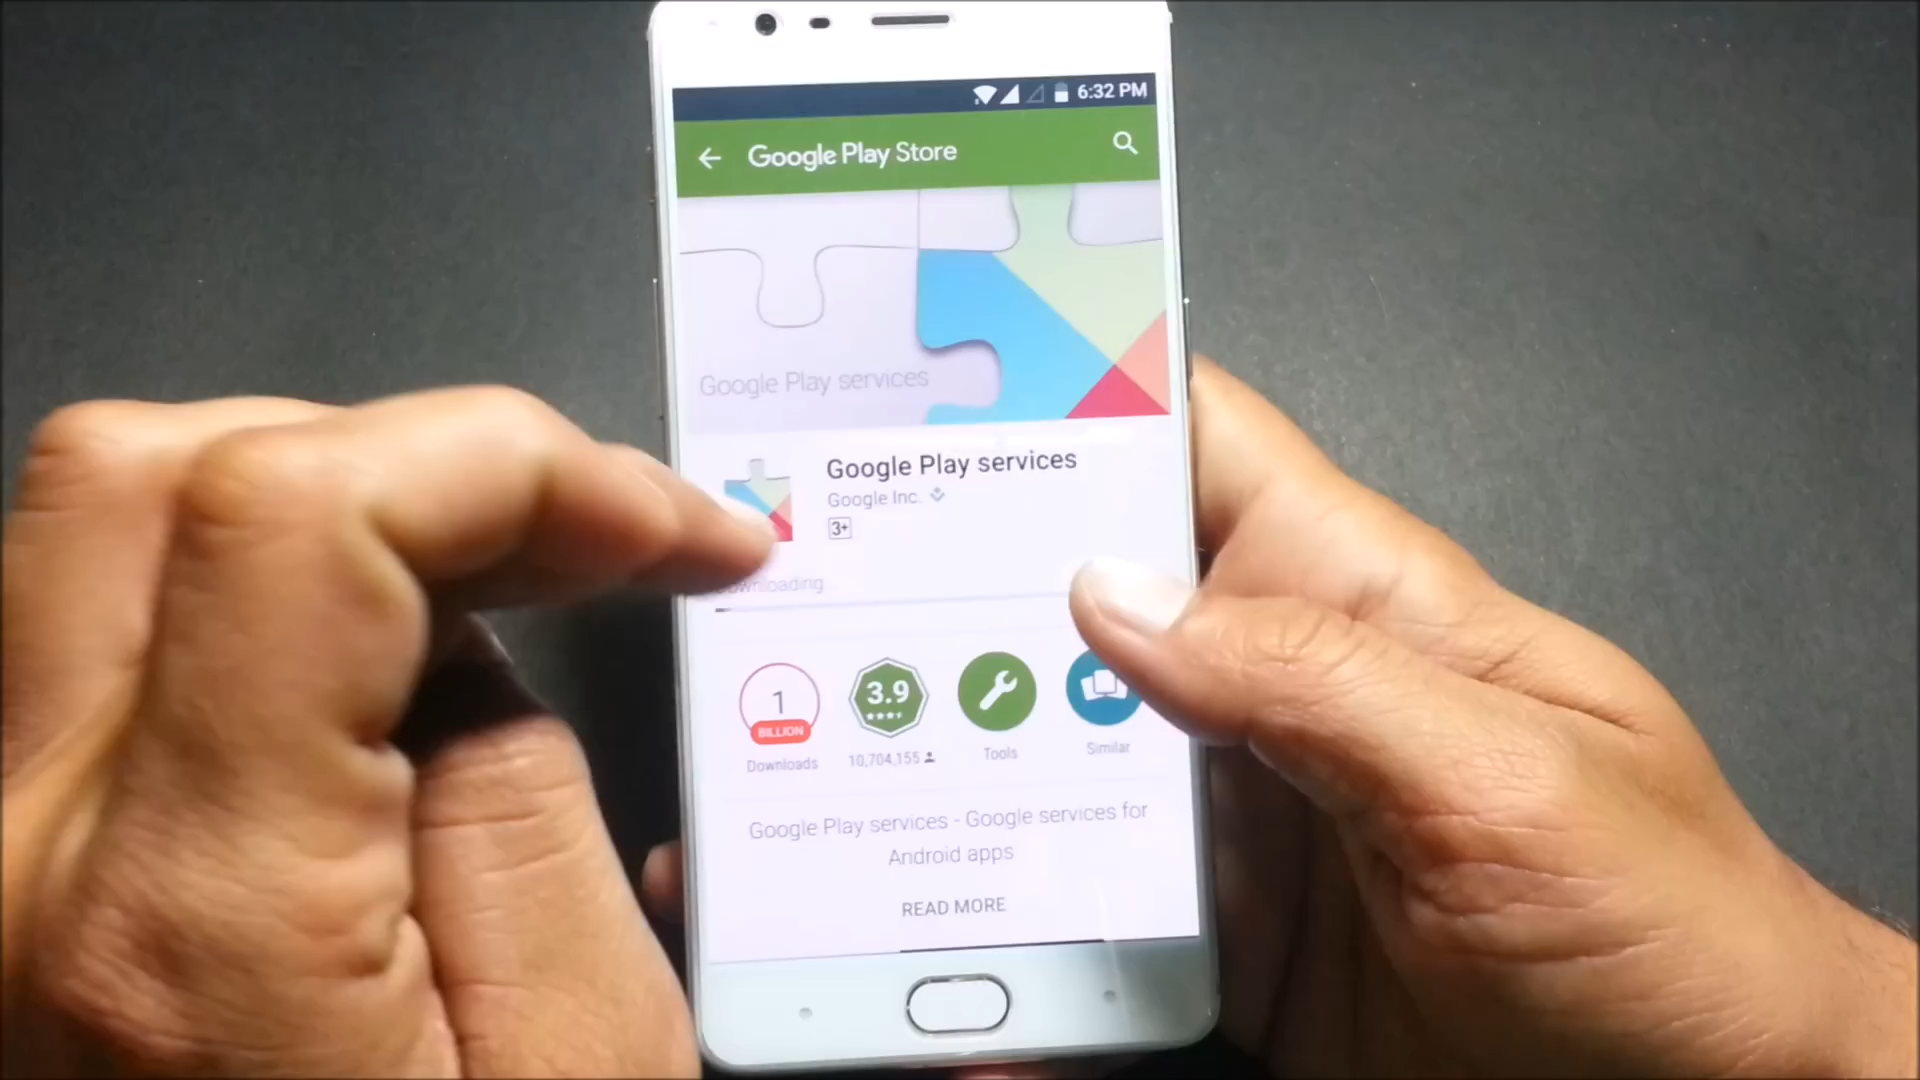 6:32 PM
Google Play Store
Google Play services
Google Play services
Google Inc.
3+
Downloading
1
BILLION
3.9
Downloads
10,704,155
Tools
Similar
Google Play services - Google services for
Android apps
READ MORE